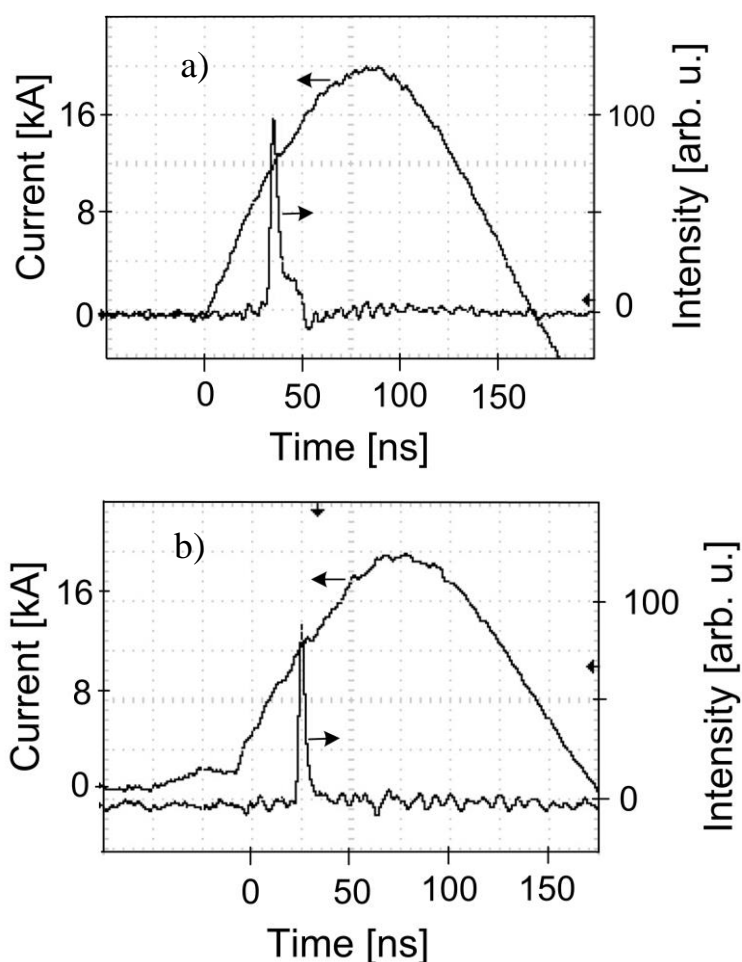 a)
Current [kA]
16
8
0
100
0
Intensity [arb. u.]
0 50 100 150
Time [ns]
b)
Current [kA]
16
8
0
100
0
Intensity [arb. u.]
0 50 100 150
Time [ns]